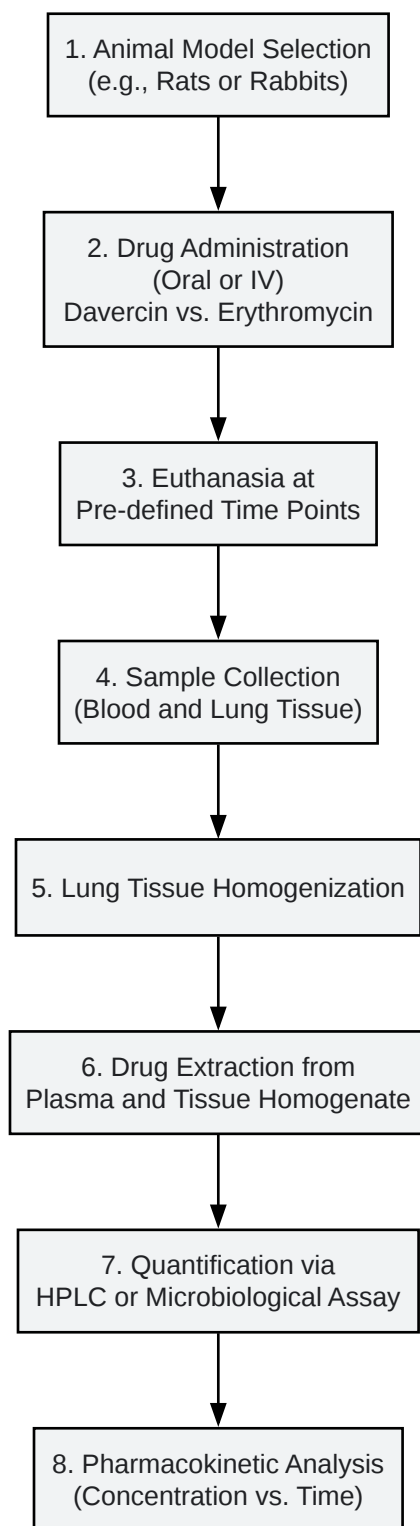 1. Animal Model Selection
(e.g., Rats or Rabbits)
2. Drug Administration
(Oral or IV)
Davercin vs. Erythromycin
3. Euthanasia at
Pre-defined Time Points
4. Sample Collection
(Blood and Lung Tissue)
5. Lung Tissue Homogenization
6. Drug Extraction from
Plasma and Tissue Homogenate
7. Quantification via
HPLC or Microbiological Assay
8. Pharmacokinetic Analysis
(Concentration vs. Time)